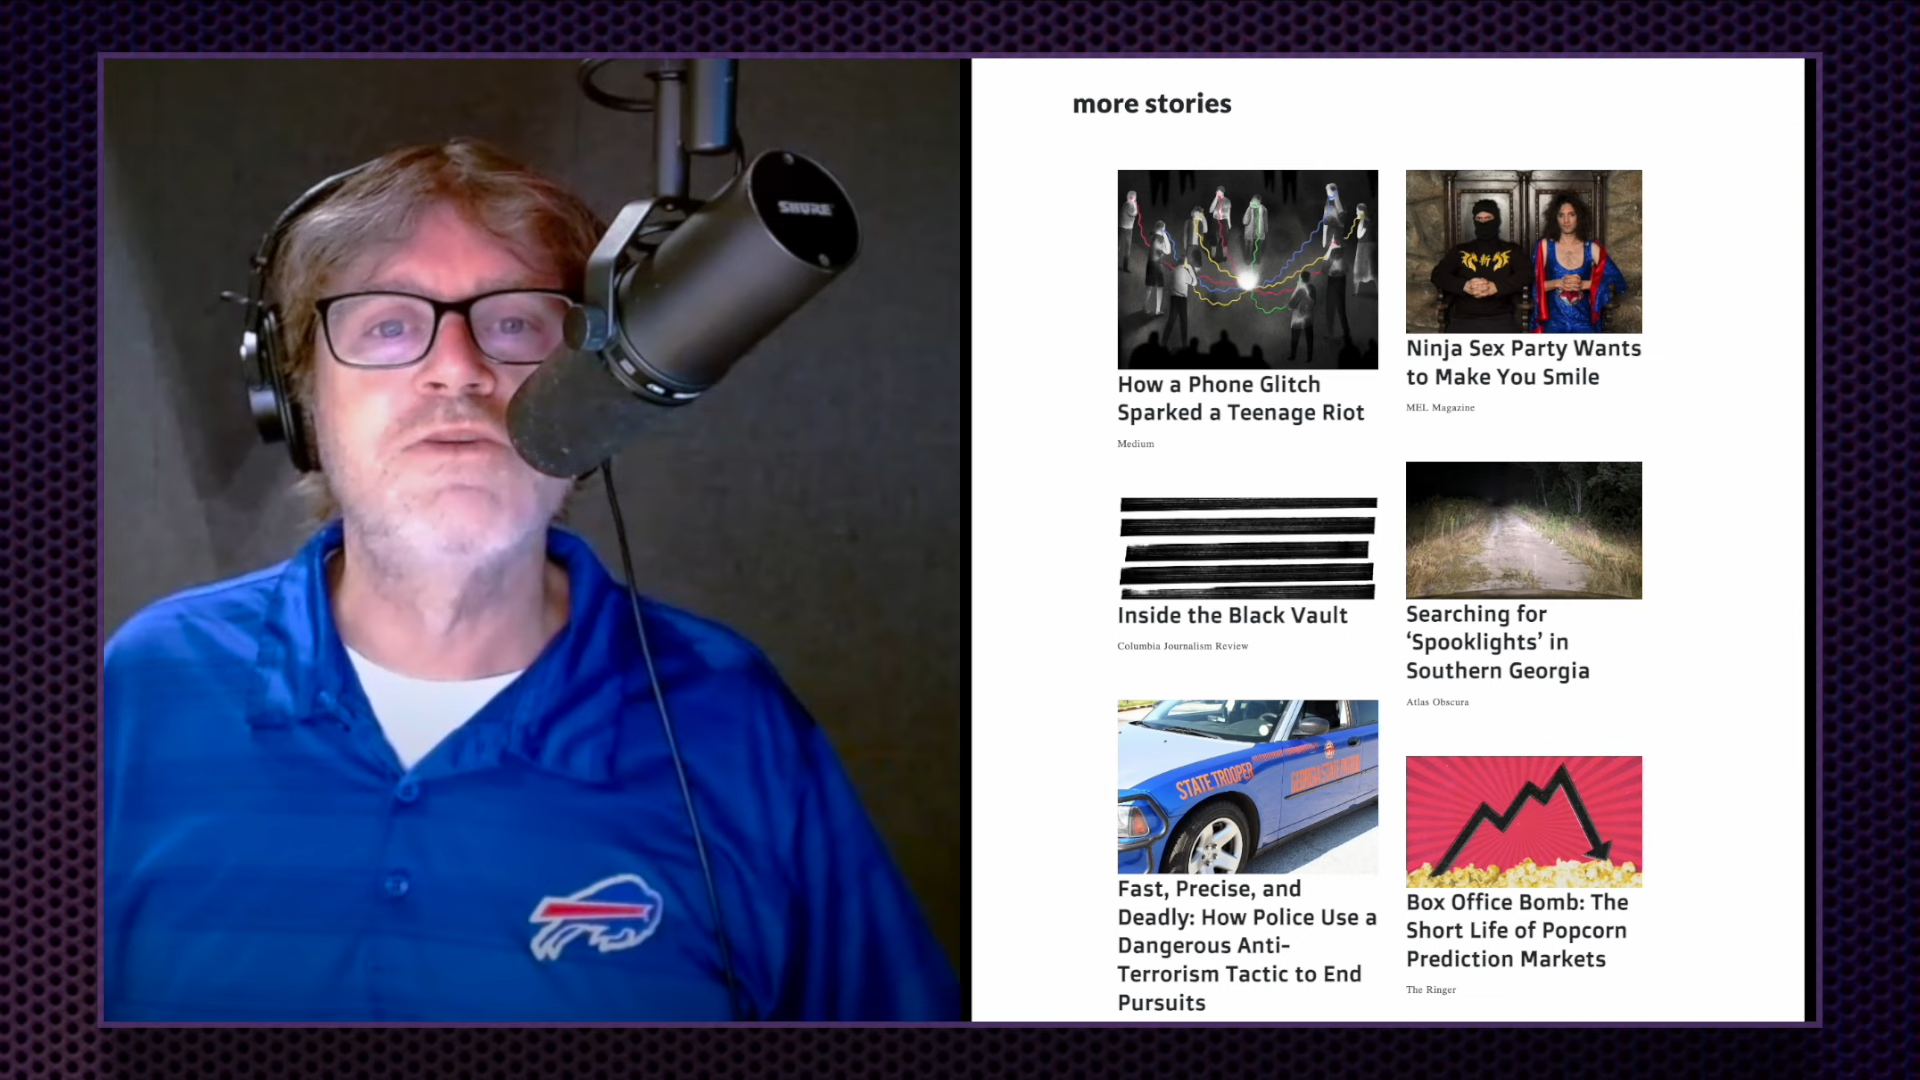 SHURE
more stories
How a Phone Glitch
Sparked a Teenage Riot
Medium
Inside the Black Vault
Columbia Journalism Review
STATE TROOPER
GEORGIA STATE PATROL
Fast, Precise, and
Deadly: How Police Use a
Dangerous Anti-
Terrorism Tactic to End
Pursuits
Ninja Sex Party Wants
to Make You Smile
MEL Magazine
Searching for
‘Spooklights’ in
Southern Georgia
Atlas Obscura
Box Office Bomb: The
Short Life of Popcorn
Prediction Markets
The Ringer